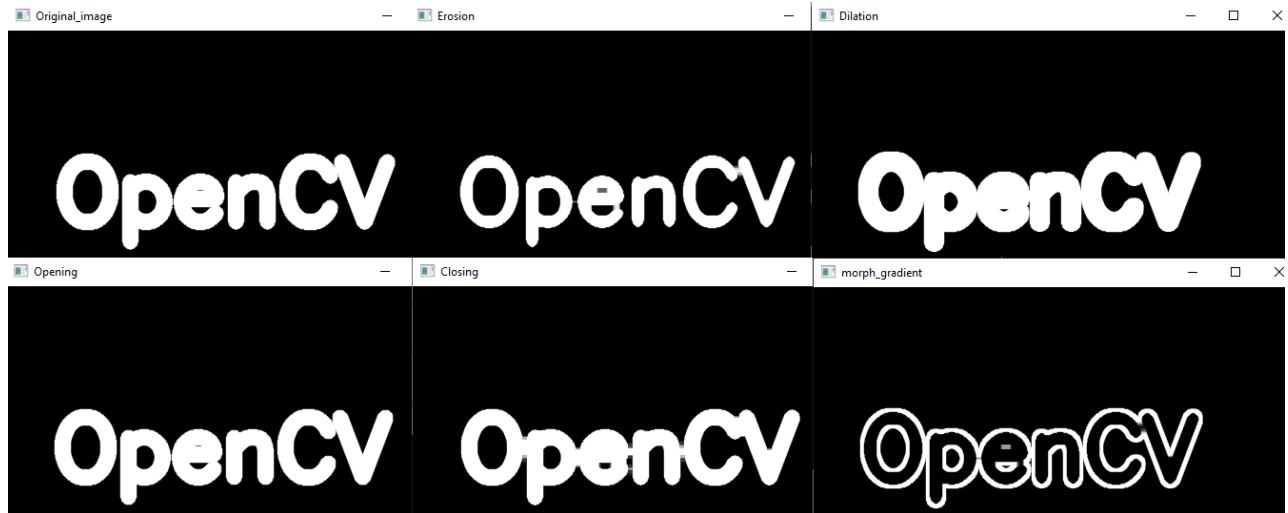 Original_image
Erosion
Dilation
OpenCV
OpenCV
OpenCV
Opening
Closing
morph_gradient
OpenCV
OpenCV
OpenCV